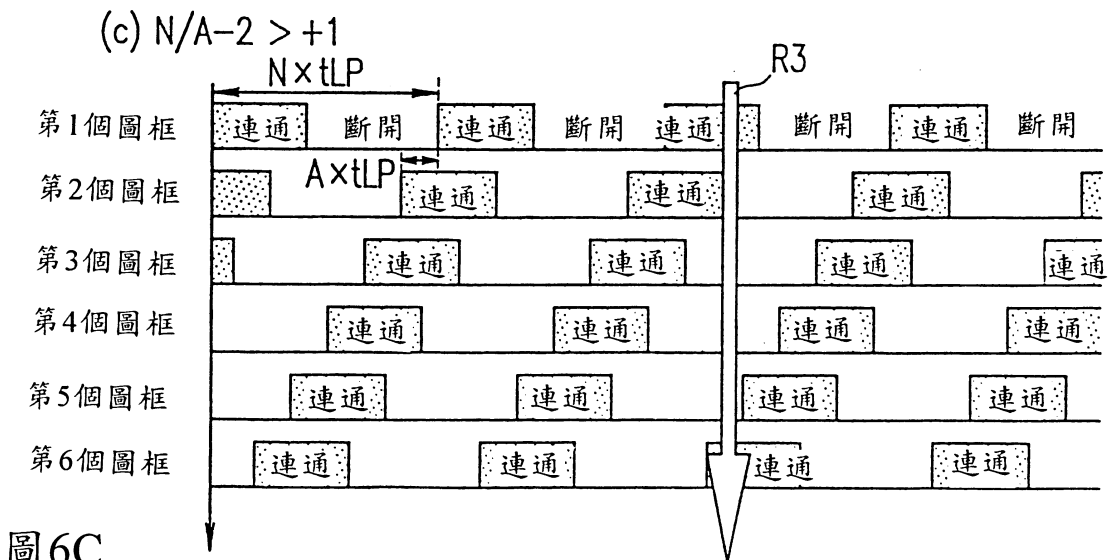 (c) N/A-2 > +1
N×tLP
R3
第1個圖框 連通 斷開 連通 斷開 連通 斷開 連通 斷開
A×tLP
第2個圖框 連通 連通 連通
第3個圖框 連通 連通 連通 連通
第4個圖框 連通 連通 連通 連通
第5個圖框 連通 連通 連通 連通
第6個圖框 連通 連通 連通 連通
圖6C